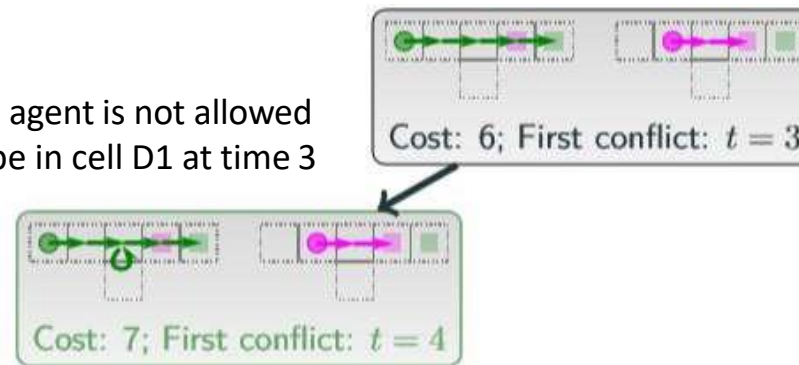 agent is not allowed
be in cell D1 at time 3
Cost: 6; First conflict: t = 3
Cost: 7; First conflict: t = 4